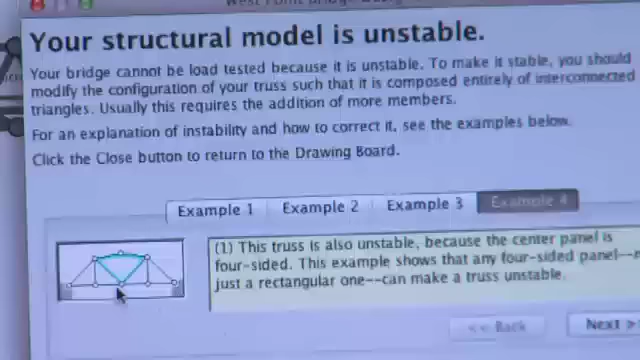 Your structural model is unstable.
Your bridge cannot be load tested because it is unstable. To make it stable, you should
modify the configuration of your truss such that it is composed entirely of interconnected
triangles. Usually this requires the addition of more members.
For an explanation of instability and how to correct it, see the examples below.
Click the Close button to return to the Drawing Board.
Example 1 Example 2 Example 3 Example 4
(1) This truss is also unstable, because the center panel is
four-sided. This example shows that any four-sided panel--
just a rectangular one--can make a truss unstable.
<< Back Next >>